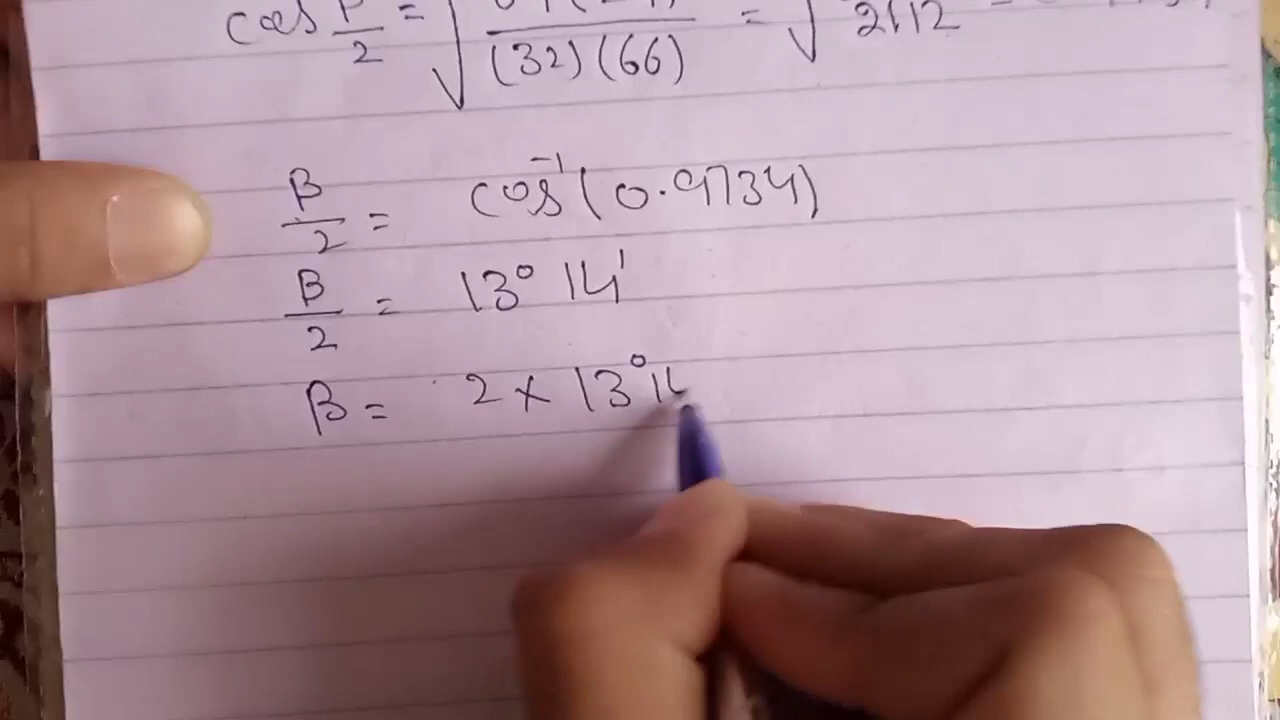 cos β/2 = √ /(32)(66) = √ 2112
β/2 = cos⁻¹(0.9734)
β/2 = 13° 14'
β = 2 × 13° 14